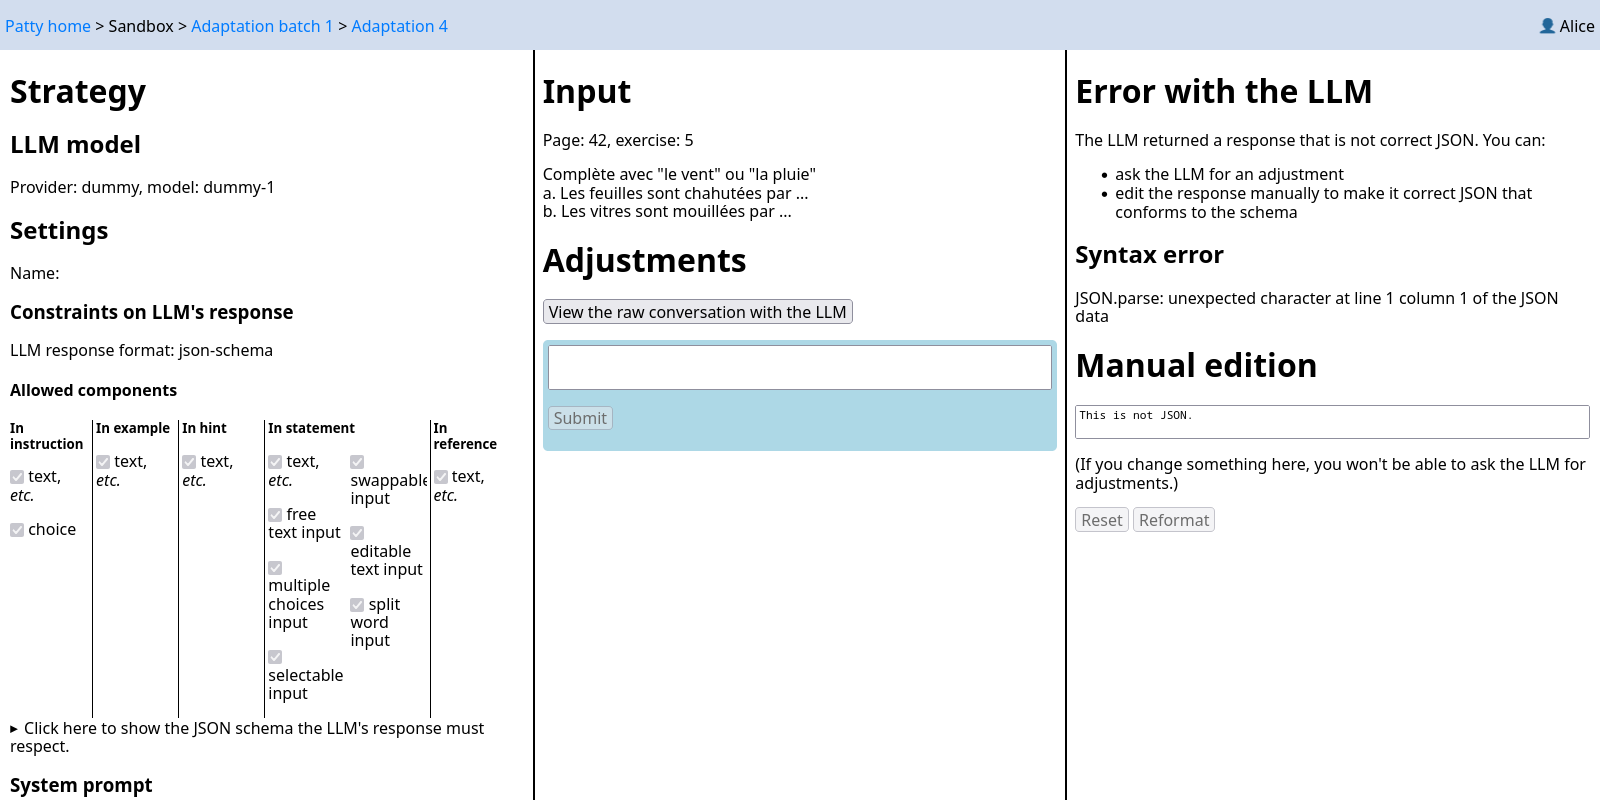 Patty home > Sandbox > Adaptation batch 1 > Adaptation 4
👤 Alice
Strategy
LLM model
Provider: dummy, model: dummy-1
Settings
Name:
Constraints on LLM's response
LLM response format: json-schema
Allowed components
In instruction
text, etc.
choice
In example
text, etc.
In hint
text, etc.
In statement
text, etc.
free text input
multiple choices input
selectable input
swappable input
editable text input
split word input
In reference
text, etc.
▸ Click here to show the JSON schema the LLM's response must
respect.
System prompt
Input
Page: 42, exercise: 5
Complète avec "le vent" ou "la pluie"
a. Les feuilles sont chahutées par ...
b. Les vitres sont mouillées par ...
Adjustments
View the raw conversation with the LLM
Submit
Error with the LLM
The LLM returned a response that is not correct JSON. You can:
• ask the LLM for an adjustment
• edit the response manually to make it correct JSON that
conforms to the schema
Syntax error
JSON.parse: unexpected character at line 1 column 1 of the JSON
data
Manual edition
This is not JSON.
(If you change something here, you won't be able to ask the LLM for
adjustments.)
Reset Reformat